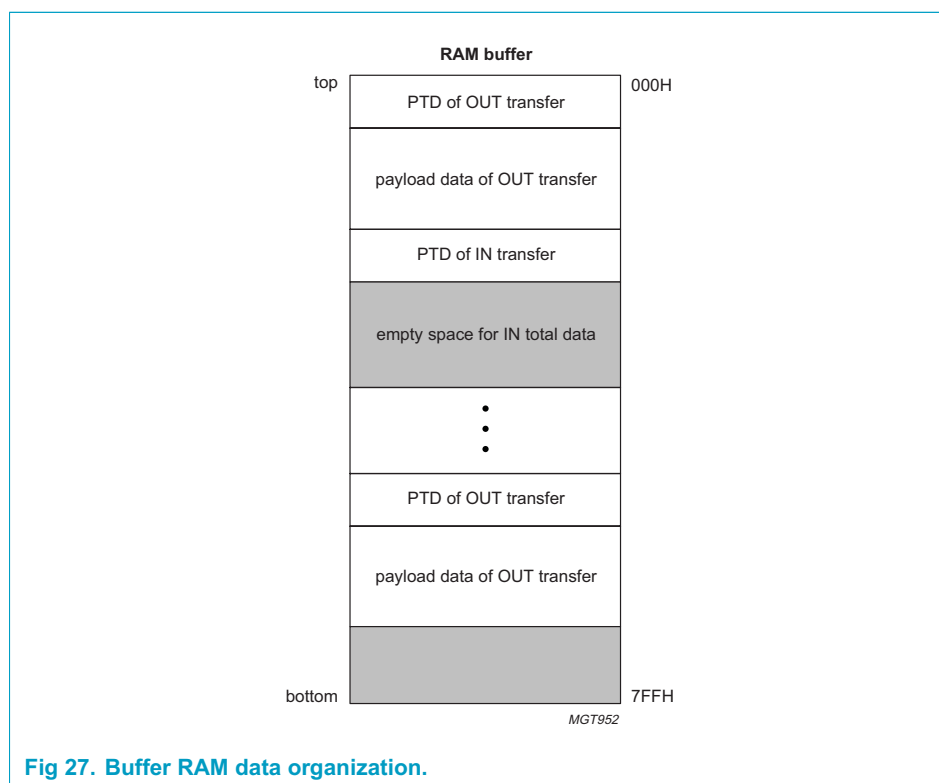 RAM buffer
top
000H
PTD of OUT transfer
payload data of OUT transfer
PTD of IN transfer
empty space for IN total data
PTD of OUT transfer
payload data of OUT transfer
bottom
7FFH
MGT952
Fig 27. Buffer RAM data organization.